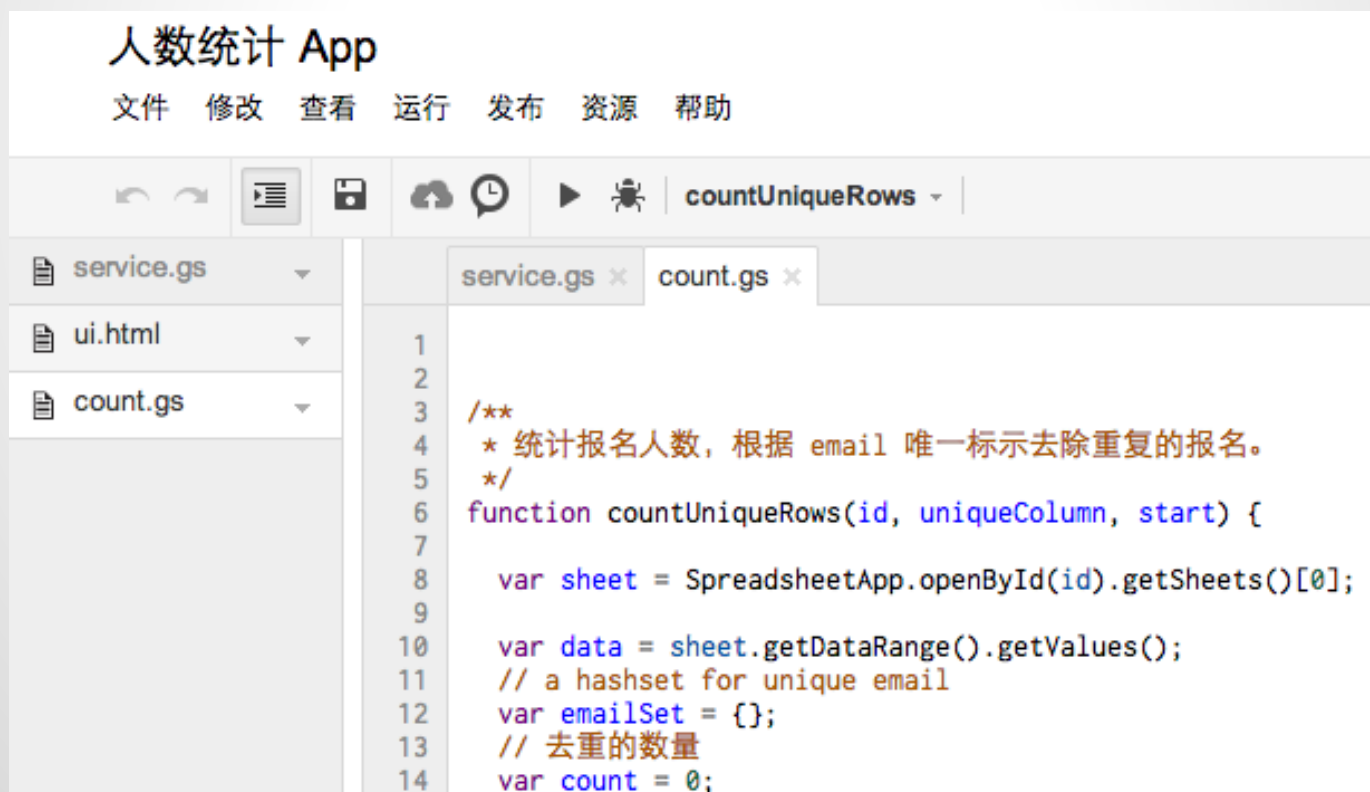 人数统计 App
文件 修改 查看 运行 发布 资源 帮助
countUniqueRows
service.gs
ui.html
count.gs
service.gs × count.gs ×
1
2
3 /**
4  * 统计报名人数, 根据 email 唯一标示去除重复的报名。
5  */
6 function countUniqueRows(id, uniqueColumn, start) {
7
8   var sheet = SpreadsheetApp.openById(id).getSheets()[0];
9
10   var data = sheet.getDataRange().getValues();
11   // a hashset for unique email
12   var emailSet = {};
13   // 去重的数量
14   var count = 0;